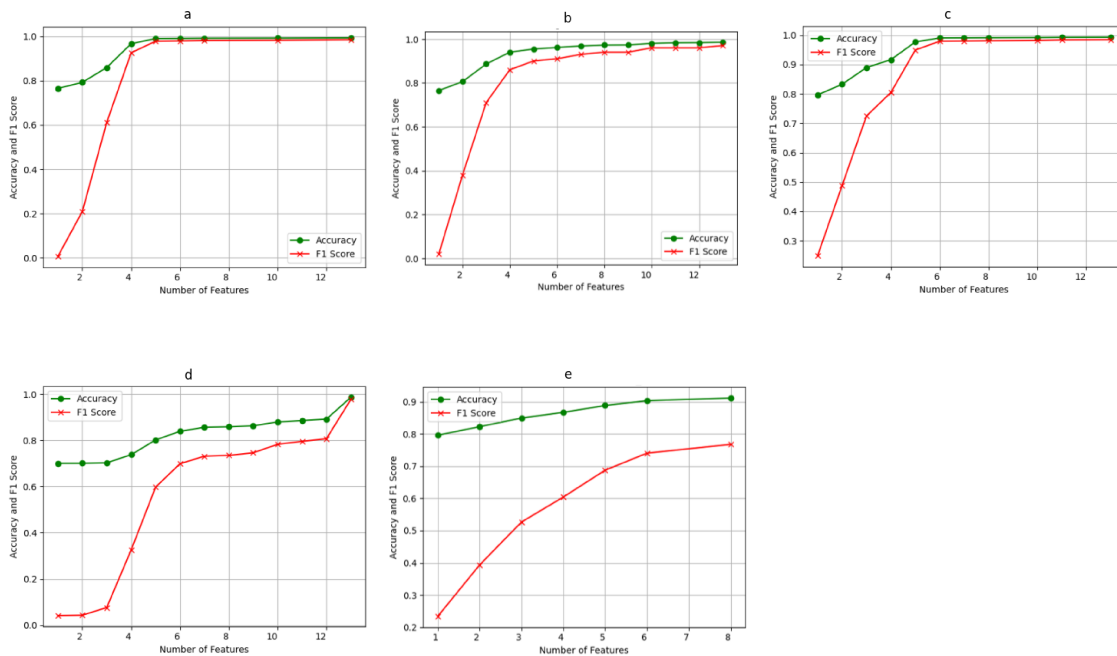 a
1.0
0.8
0.6
0.4
0.2
0.0
Accuracy and F1 Score
Accuracy
F1 Score
2 4 6 8 10 12
Number of Features
b
1.0
0.8
0.6
0.4
0.2
0.0
Accuracy and F1 Score
Accuracy
F1 Score
2 4 6 8 10 12
Number of Features
c
1.0
0.9
0.8
0.7
0.6
0.5
0.4
0.3
Accuracy and F1 Score
Accuracy
F1 Score
2 4 6 8 10 12
Number of Features
d
1.0
0.8
0.6
0.4
0.2
0.0
Accuracy and F1 Score
Accuracy
F1 Score
2 4 6 8 10 12
Number of Features
e
0.9
0.8
0.7
0.6
0.5
0.4
0.3
0.2
Accuracy and F1 Score
Accuracy
F1 Score
1 2 3 4 5 6 7 8
Number of Features